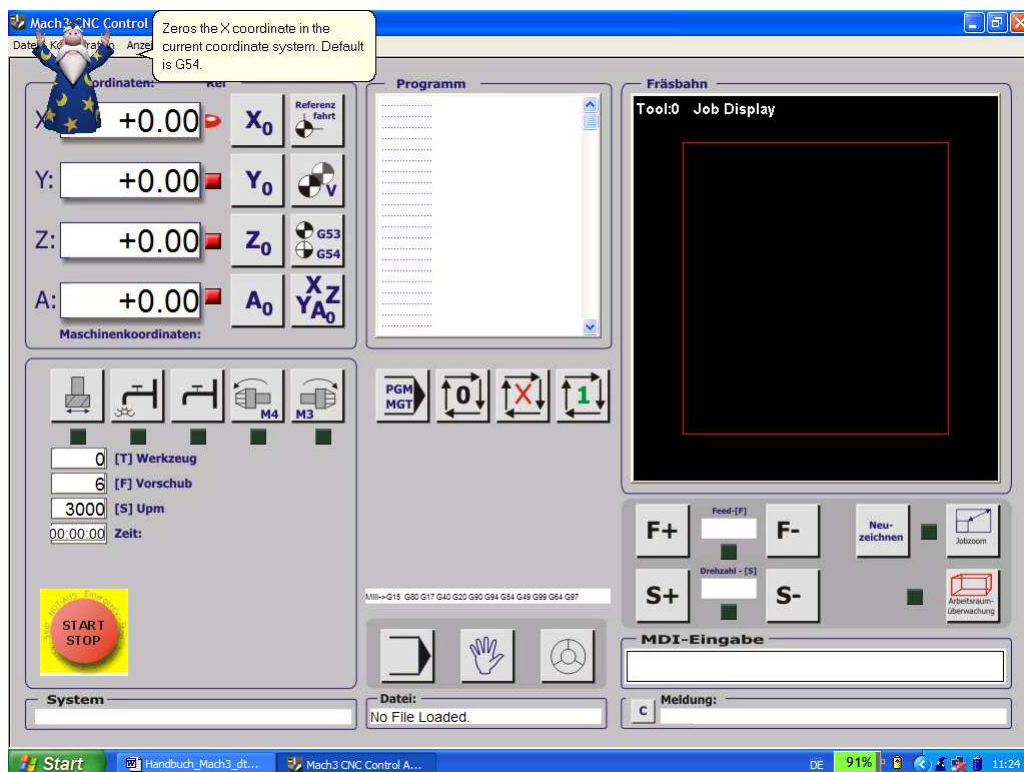 Mach3 CNC Control
Zeros the X coordinate in the
current coordinate system. Default
is G54.
X
+0.00
X0
Referenz
fahrt
Y:
+0.00
Y0
V
Z:
+0.00
Z0
G53
G54
A:
+0.00
A0
X
Y Z
A0
Maschinenkoordinaten:
Programm
Fräsbahn
Tool:0 Job Display
M4
M3
0 [T] Werkzeug
6 [F] Vorschub
3000 [S] Upm
00:00:00 Zeit:
START
STOP
PGM
MGT
0
X
1
Mill->G15 G80 G17 G40 G20 G90 G94 G54 G49 G99 G64 G97
F+
Feed-[F]
F-
Neu-
zeichnen
Jobzoom
S+
Drehzahl - [S]
S-
Arbeitsraum-
überwachung
MDI-Eingabe
System
Datei:
No File Loaded.
C
Meldung:
Start
Handbuch_Mach3_dt...
Mach3 CNC Control A...
DE
91%
11:24